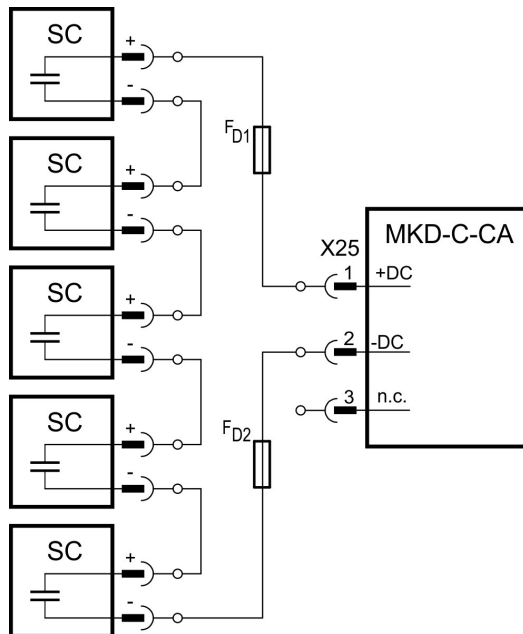 SC
+
-
SC
+
-
SC
+
-
SC
+
-
SC
+
-
FD1
FD2
X25
MKD-C-CA
1 +DC
2 -DC
3 n.c.